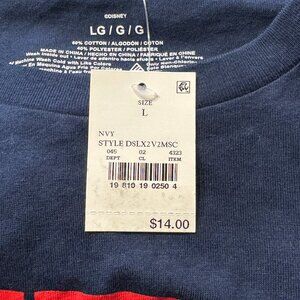 ©DISNEY
LG / G / G
60% COTTON / ALGODÓN / COTON
40% POLYESTER / POLIÉSTER
MADE IN CHINA / HECHO EN CHINA / FABRIQUÉ EN CHINE
SIZE
L
NVY
STYLE DSLX2V2MSC
045 02 4323
DEPT CL ITEM
19 810 19 0250 4
$14.00